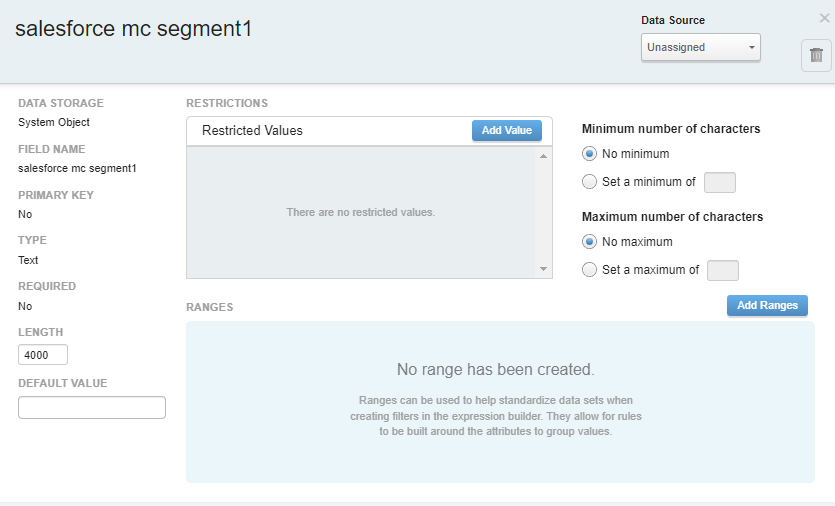 salesforce mc segment1
Data Source
Unassigned
DATA STORAGE
System Object
FIELD NAME
salesforce mc segment1
PRIMARY KEY
No
TYPE
Text
REQUIRED
No
LENGTH
4000
DEFAULT VALUE
RESTRICTIONS
Restricted Values
Add Value
There are no restricted values.
Minimum number of characters
No minimum
Set a minimum of
Maximum number of characters
No maximum
Set a maximum of
RANGES
Add Ranges
No range has been created.
Ranges can be used to help standardize data sets when
creating filters in the expression builder. They allow for rules
to be built around the attributes to group values.